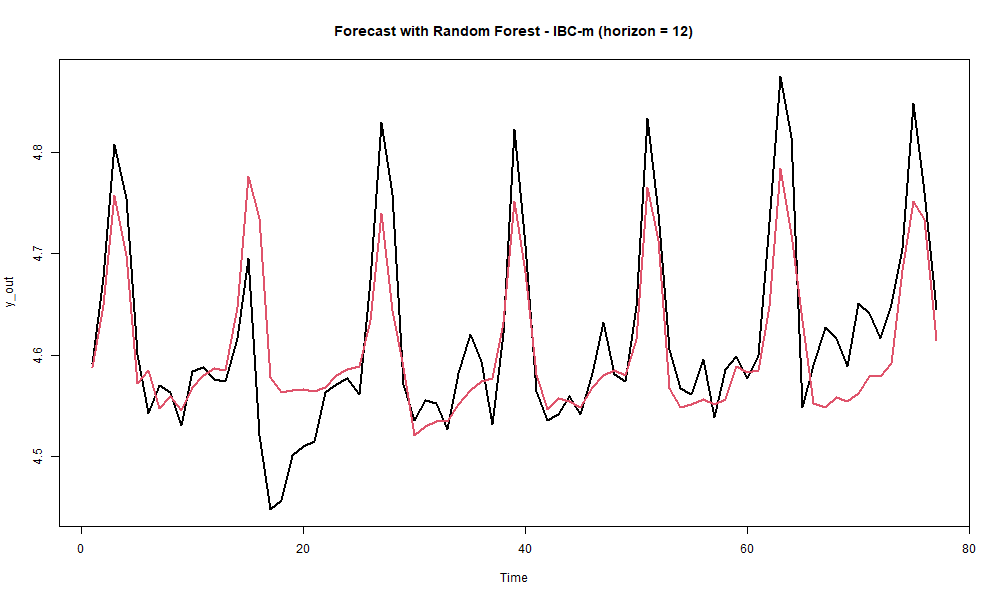 Forecast with Random Forest - IBC-m (horizon = 12)
y_out
4.8
4.7
4.6
4.5
0 20 40 60 80
Time